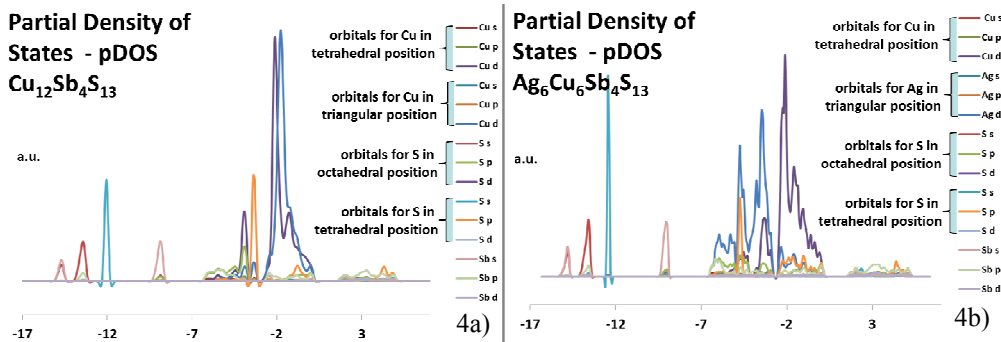 Partial Density of
States - pDOS
Cu12Sb4S13
a.u.
orbitals for Cu in
tetrahedral position
orbitals for Cu in
triangular position
orbitals for S in
octahedral position
orbitals for S in
tetrahedral position
Cu s
Cu p
Cu d
Cu s
Cu p
Cu d
S s
S p
S d
S s
S p
S d
Sb s
Sb p
Sb d
-17
-12
-7
-2
3
4a)
Partial Density of
States - pDOS
Ag6Cu6Sb4S13
a.u.
orbitals for Cu in
tetrahedral position
orbitals for Ag in
triangular position
orbitals for S in
octahedral position
orbitals for S in
tetrahedral position
Cu s
Cu p
Cu d
Ag s
Ag p
Ag d
S s
S p
S d
S s
S p
S d
Sb s
Sb p
Sb d
-17
-12
-7
-2
3
4b)